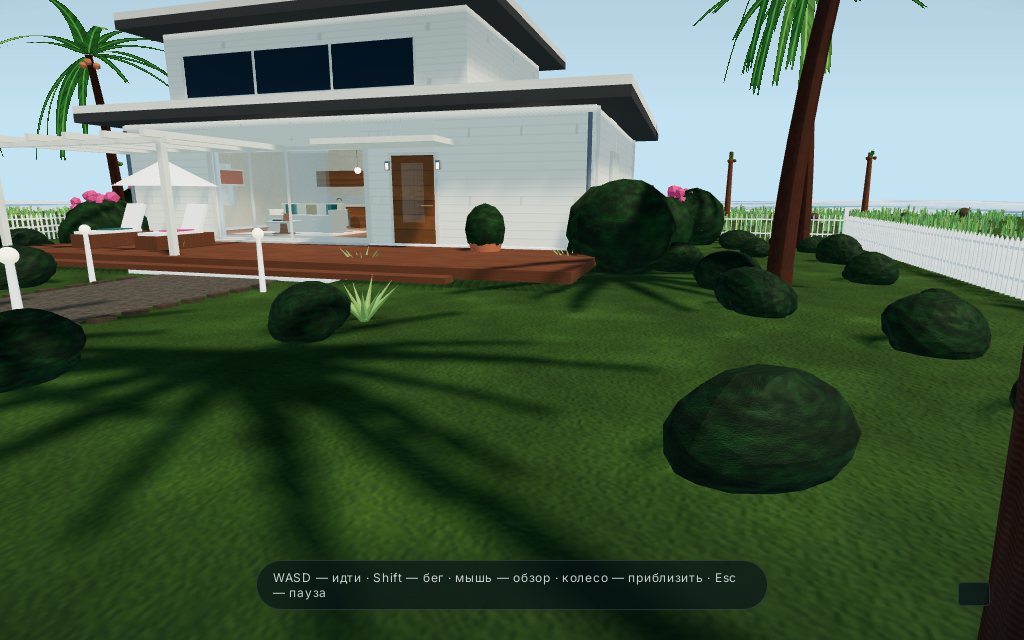 WASD — идти · Shift — бег · мышь — обзор · колесо — приблизить · Esc
— пауза